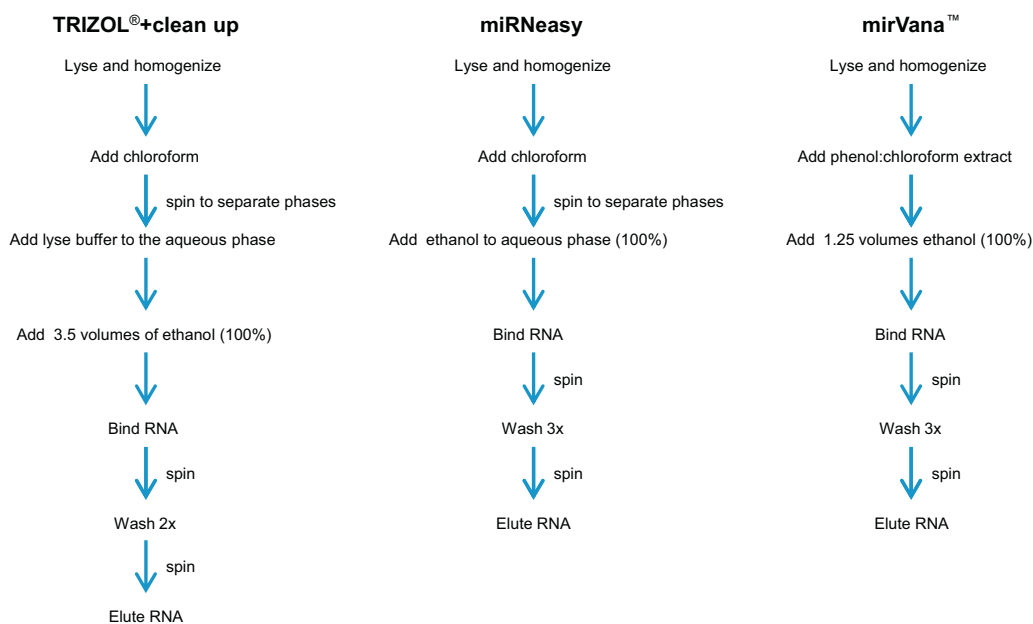 TRIZOL®+clean up
Lyse and homogenize
Add chloroform
spin to separate phases
Add lyse buffer to the aqueous phase
Add 3.5 volumes of ethanol (100%)
Bind RNA
spin
Wash 2x
spin
Elute RNA
miRNeasy
Lyse and homogenize
Add chloroform
spin to separate phases
Add ethanol to aqueous phase (100%)
Bind RNA
spin
Wash 3x
spin
Elute RNA
mirVana™
Lyse and homogenize
Add phenol:chloroform extract
Add 1.25 volumes ethanol (100%)
Bind RNA
spin
Wash 3x
spin
Elute RNA